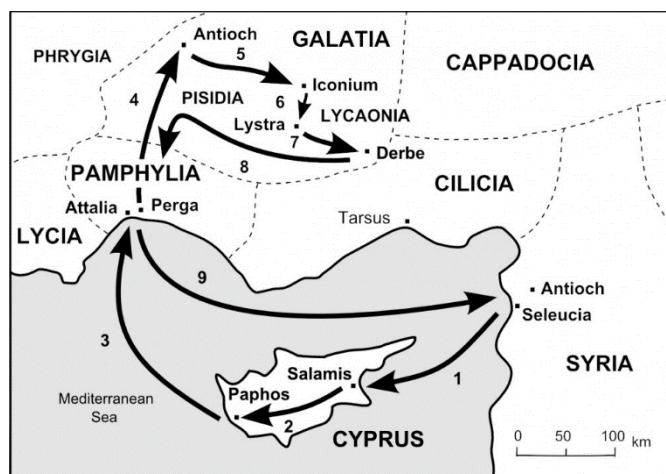 Antioch
5
GALATIA
PHRYGIA
CAPPADOCIA
Iconium
4
6
PISIDIA
LYCAONIA
Lystra
7
Derbe
8
PAMPHYLIA
CILICIA
Attalia
Perga
Tarsus
LYCIA
9
Antioch
Seleucia
3
SYRIA
Salamis
1
Paphos
Mediterranean
Sea
2
CYPRUS
0 50 100
km